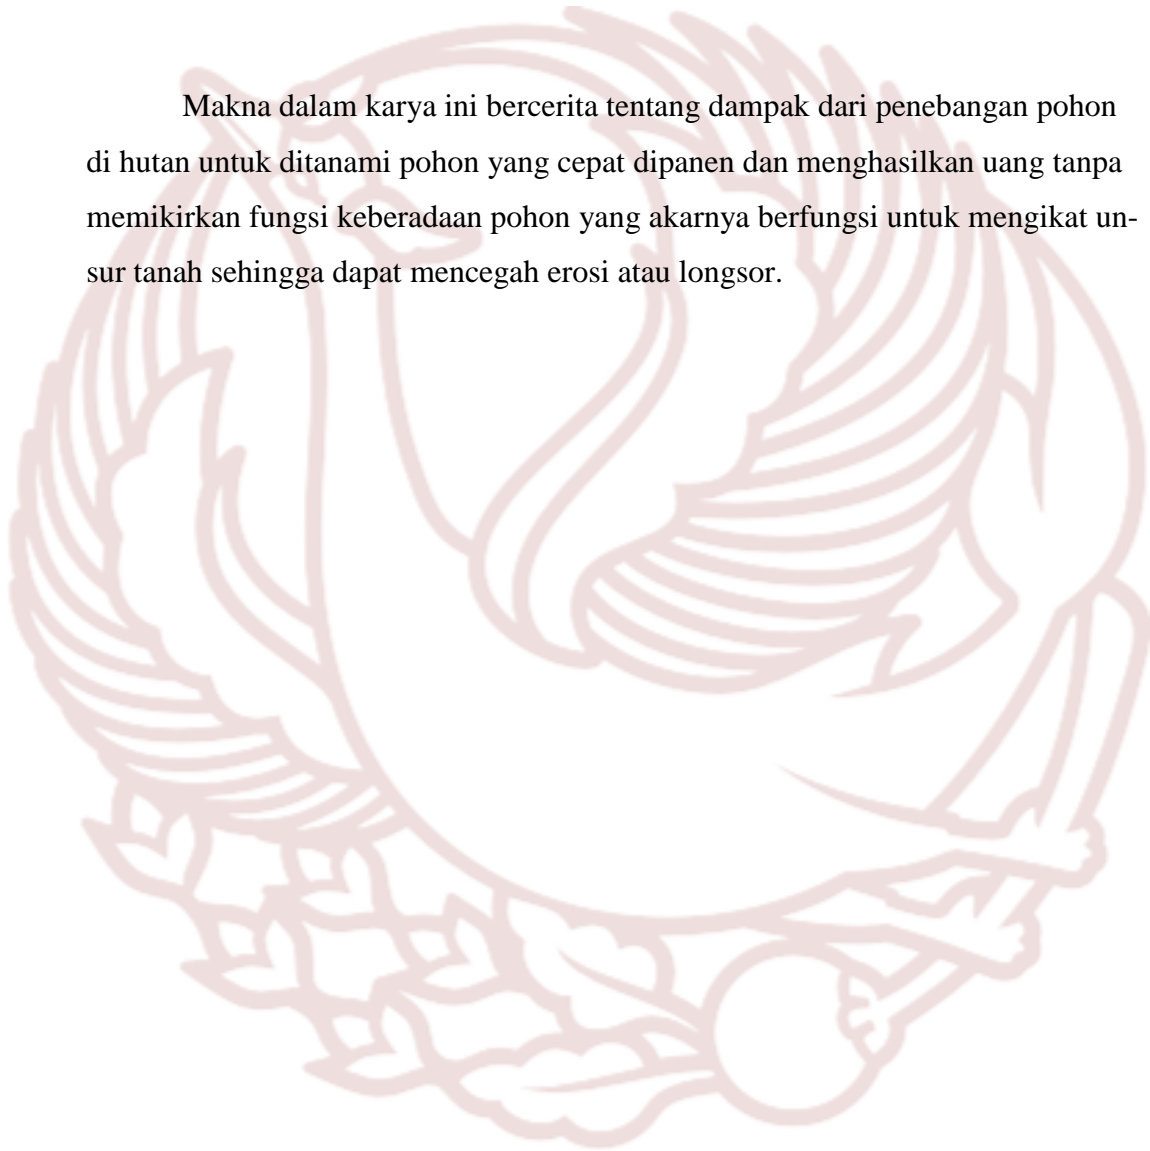 Makna dalam karya ini bercerita tentang dampak dari penebangan pohon
di hutan untuk ditanami pohon yang cepat dipanen dan menghasilkan uang tanpa
memikirkan fungsi keberadaan pohon yang akarnya berfungsi untuk mengikat un-
sur tanah sehingga dapat mencegah erosi atau longsor.